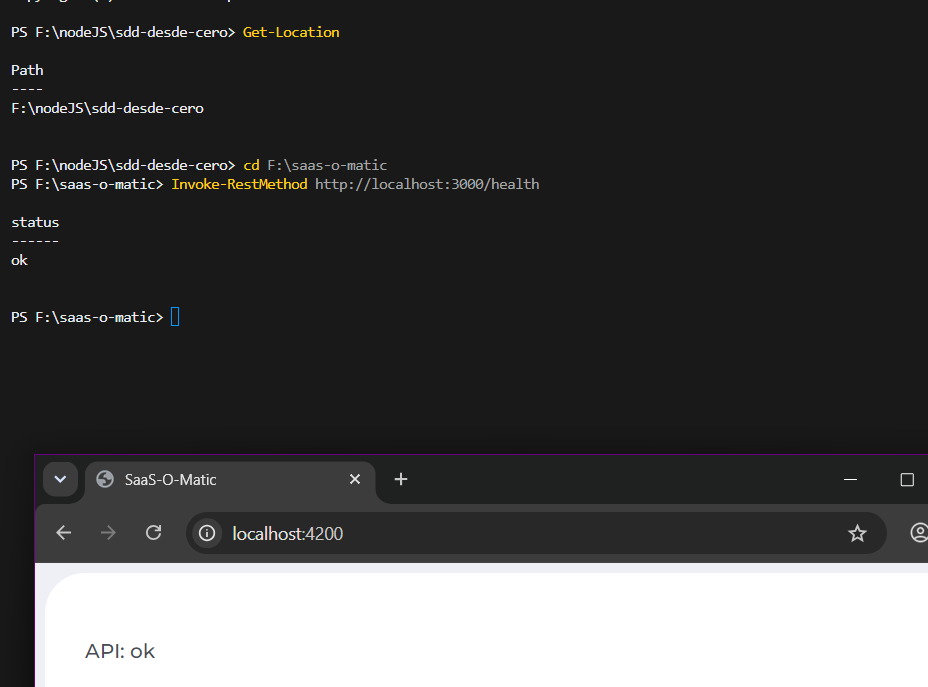 PS F:\nodeJS\sdd-desde-cero> Get-Location
Path
----
F:\nodeJS\sdd-desde-cero
PS F:\nodeJS\sdd-desde-cero> cd F:\saas-o-matic
PS F:\saas-o-matic> Invoke-RestMethod http://localhost:3000/health
status
------
ok
PS F:\saas-o-matic>
SaaS-O-Matic
localhost:4200
API: ok